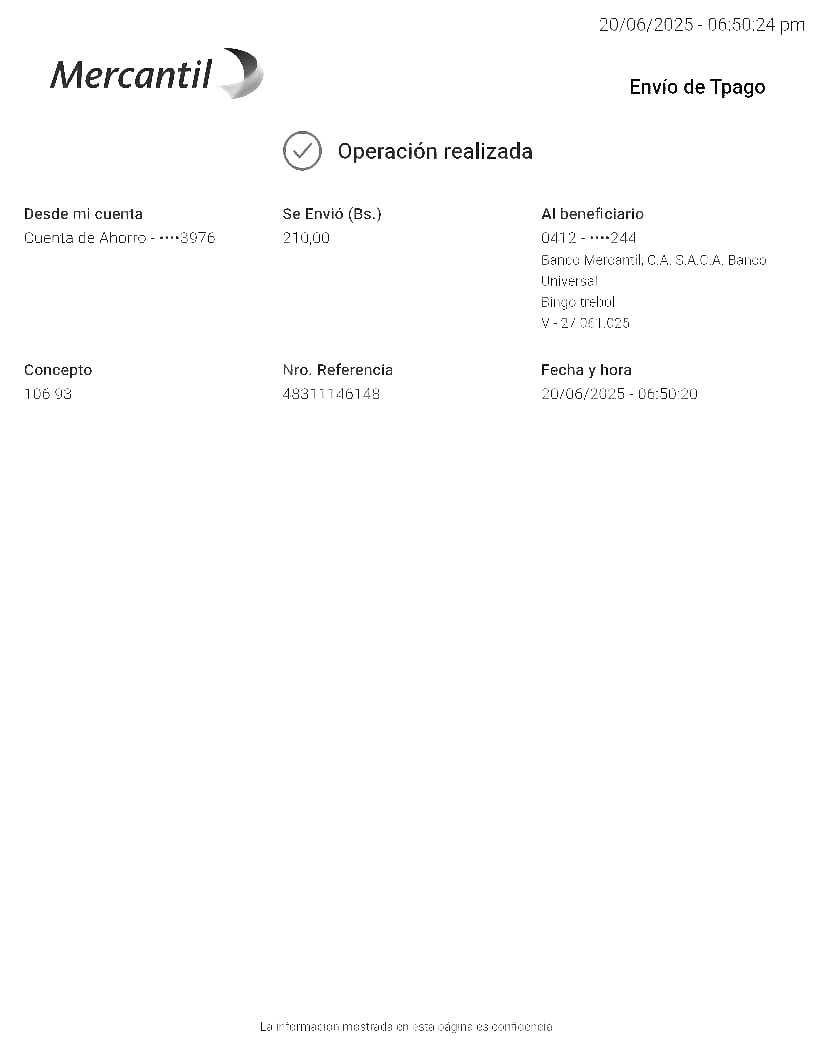 20/06/2025 - 06:50:24 pm
Mercantil
Envío de Tpago
Operación realizada
Desde mi cuenta
Cuenta de Ahorro - ••••3976
Se Envió (Bs.)
210,00
Al beneficiario
0412 - ••••244
Banco Mercantil, C.A. S.A.C.A. Banco
Universal
Bingo trebol
V - 27.061.025
Concepto
106 93
Nro. Referencia
48311146148
Fecha y hora
20/06/2025 - 06:50:20
La información mostrada en esta página es confidencial